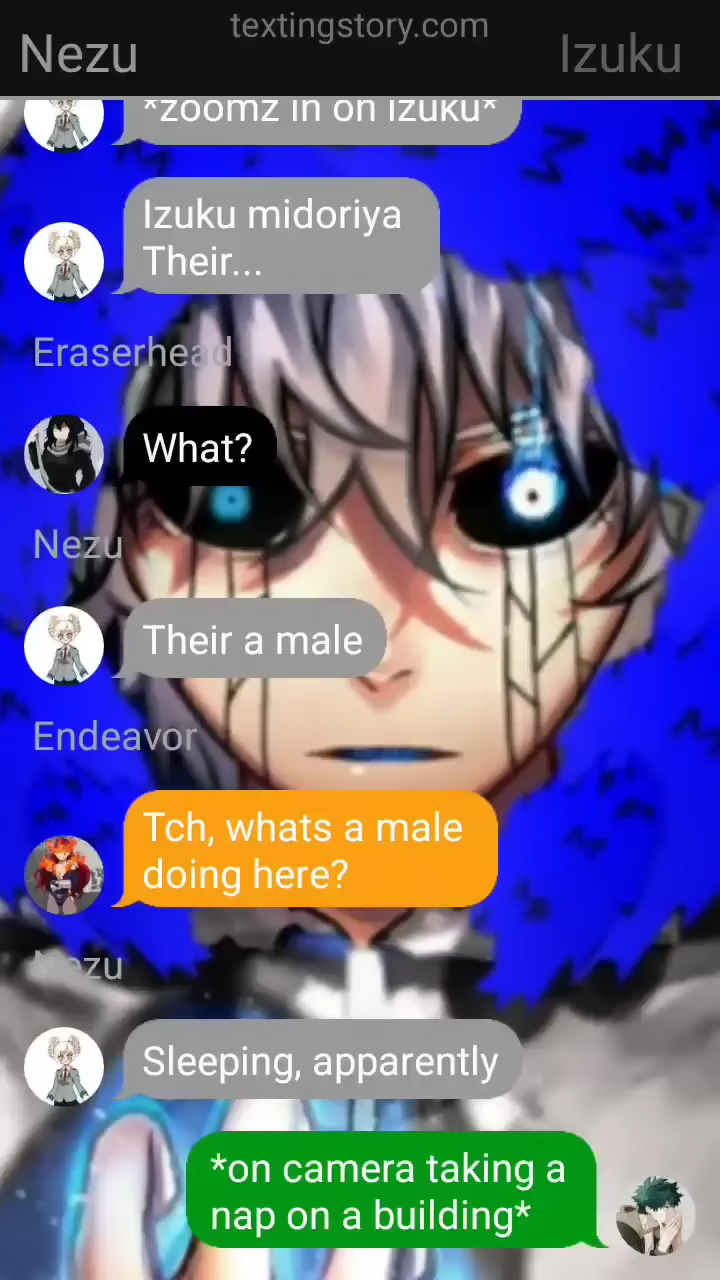 textingstory.com
Nezu
Izuku
*zoomz in on Izuku*
Izuku midoriya
Their...
Eraserhead
What?
Nezu
Their a male
Endeavor
Tch, whats a male
doing here?
Nezu
Sleeping, apparently
*on camera taking a
nap on a building*